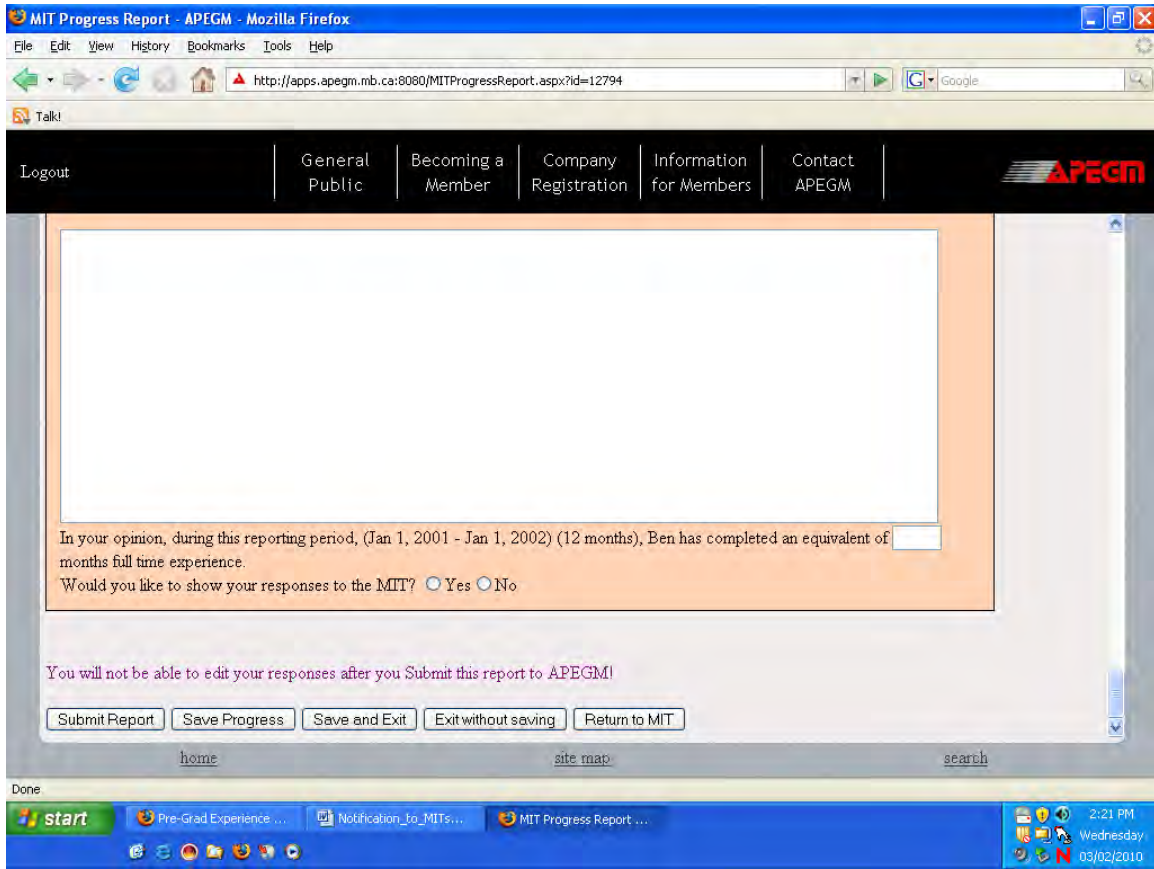 MIT Progress Report - APEGM - Mozilla Firefox
File Edit View History Bookmarks Tools Help
http://apps.apegm.mb.ca:8080/MITProgressReport.aspx?id=12794
G Google
Talk!
Logout
General Public
Becoming a Member
Company Registration
Information for Members
Contact APEGM
APEGM
In your opinion, during this reporting period, (Jan 1, 2001 - Jan 1, 2002) (12 months), Ben has completed an equivalent of
months full time experience.
Would you like to show your responses to the MIT? Yes No
You will not be able to edit your responses after you Submit this report to APEGM!
Submit Report Save Progress Save and Exit Exit without saving Return to MIT
home site map search
Done
start Pre-Grad Experience ... Notification_to_MITs... MIT Progress Report ... 2:21 PM
Wednesday
N 03/02/2010